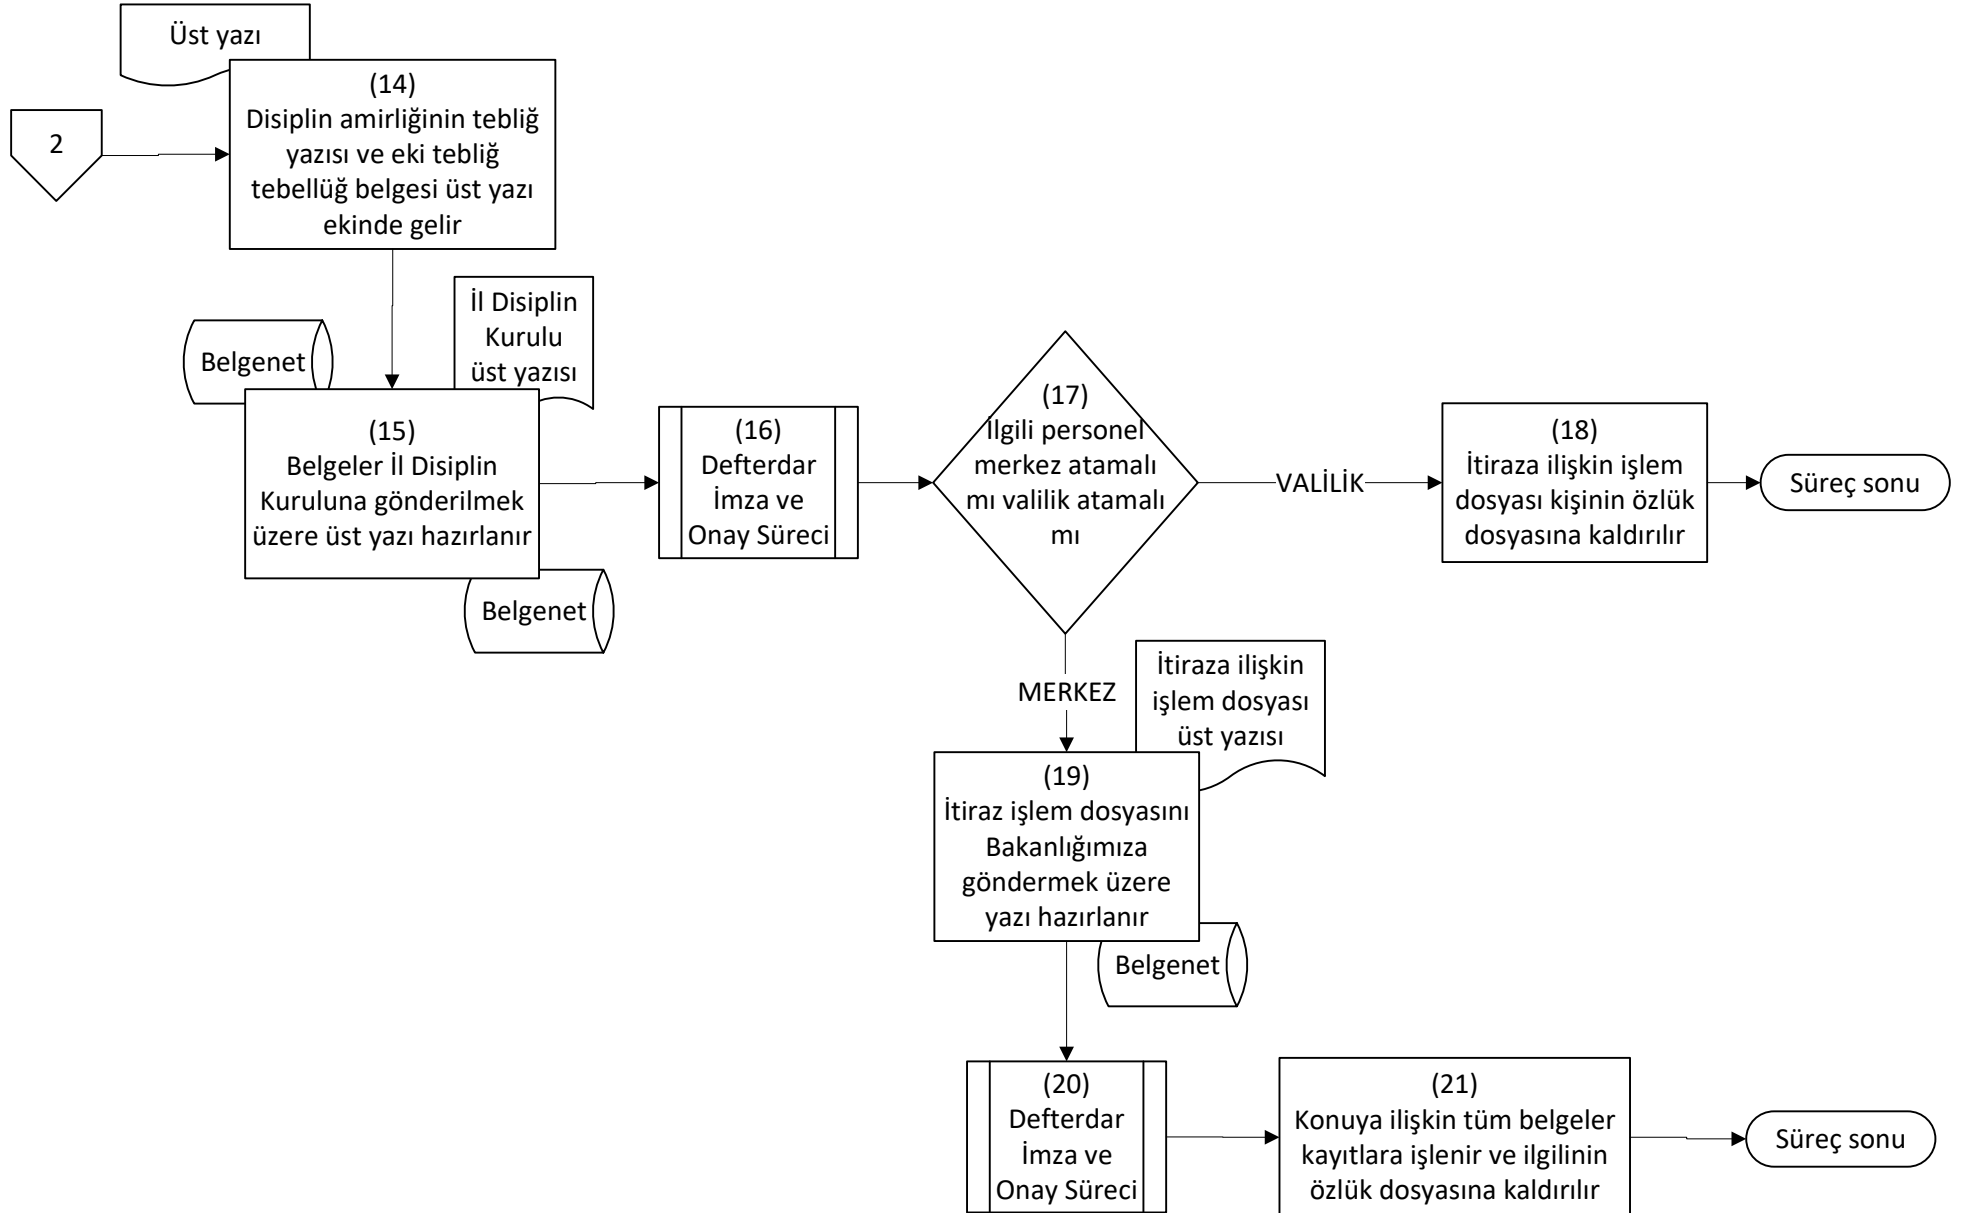 Üst yazı
2
(14)
Disiplin amirliğinin tebliğ
yazısı ve eki tebliğ
tebellüğ belgesi üst yazı
ekinde gelir
Belgenet
İl Disiplin
Kurulu
üst yazısı
(15)
Belgeler İl Disiplin
Kuruluna gönderilmek
üzere üst yazı hazırlanır
Belgenet
(16)
Defterdar
İmza ve
Onay Süreci
(17)
İlgili personel
merkez atamalı
mı valilik atamalı
mı
VALİLİK
(18)
İtiraza ilişkin işlem
dosyası kişinin özlük
dosyasına kaldırılır
Süreç sonu
MERKEZ
İtiraza ilişkin
işlem dosyası
üst yazısı
(19)
İtiraz işlem dosyasını
Bakanlığımıza
göndermek üzere
yazı hazırlanır
Belgenet
(20)
Defterdar
İmza ve
Onay Süreci
(21)
Konuya ilişkin tüm belgeler
kayıtlara işlenir ve ilgilinin
özlük dosyasına kaldırılır
Süreç sonu